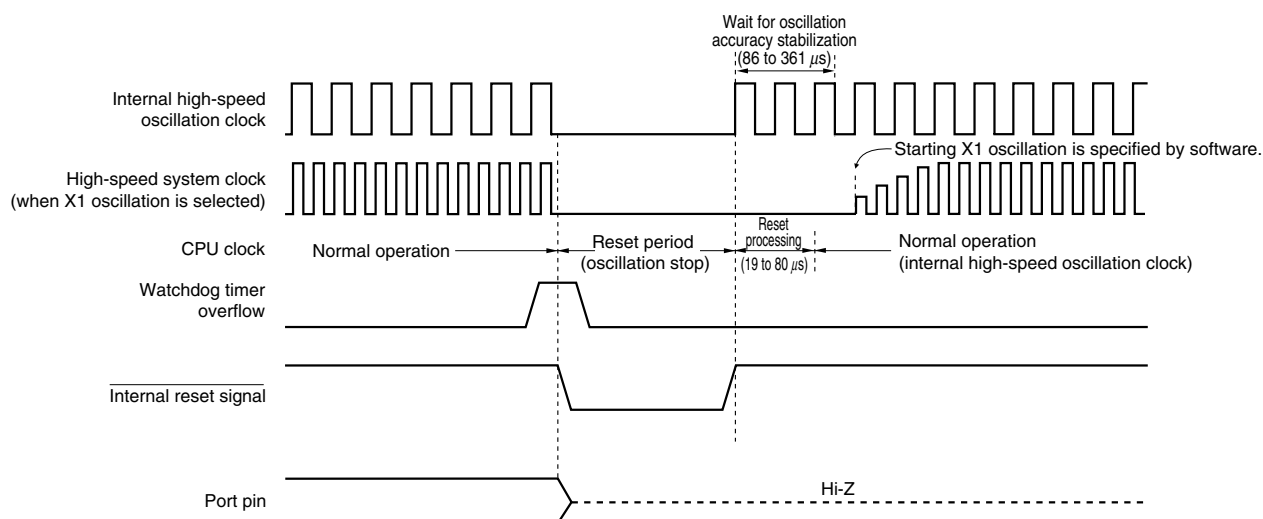 Wait for oscillation
accuracy stabilization
(86 to 361 μs)
Internal high-speed
oscillation clock
Starting X1 oscillation is specified by software.
High-speed system clock
(when X1 oscillation is selected)
CPU clock
Normal operation
Reset period
(oscillation stop)
Reset
processing
(19 to 80 μs)
Normal operation
(internal high-speed oscillation clock)
Watchdog timer
overflow
Internal reset signal
Port pin
Hi-Z